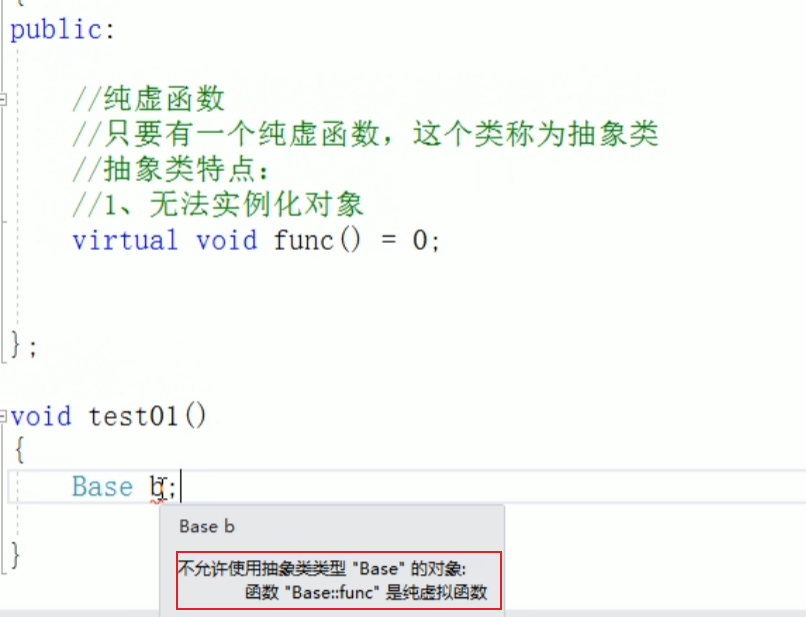 {
public:
//纯虚函数
//只要有一个纯虚函数，这个类称为抽象类
//抽象类特点：
//1、无法实例化对象
virtual void func() = 0;
};
void test01()
{
Base b;
Base b
不允许使用抽象类类型 "Base" 的对象:
函数 "Base::func" 是纯虚拟函数
}